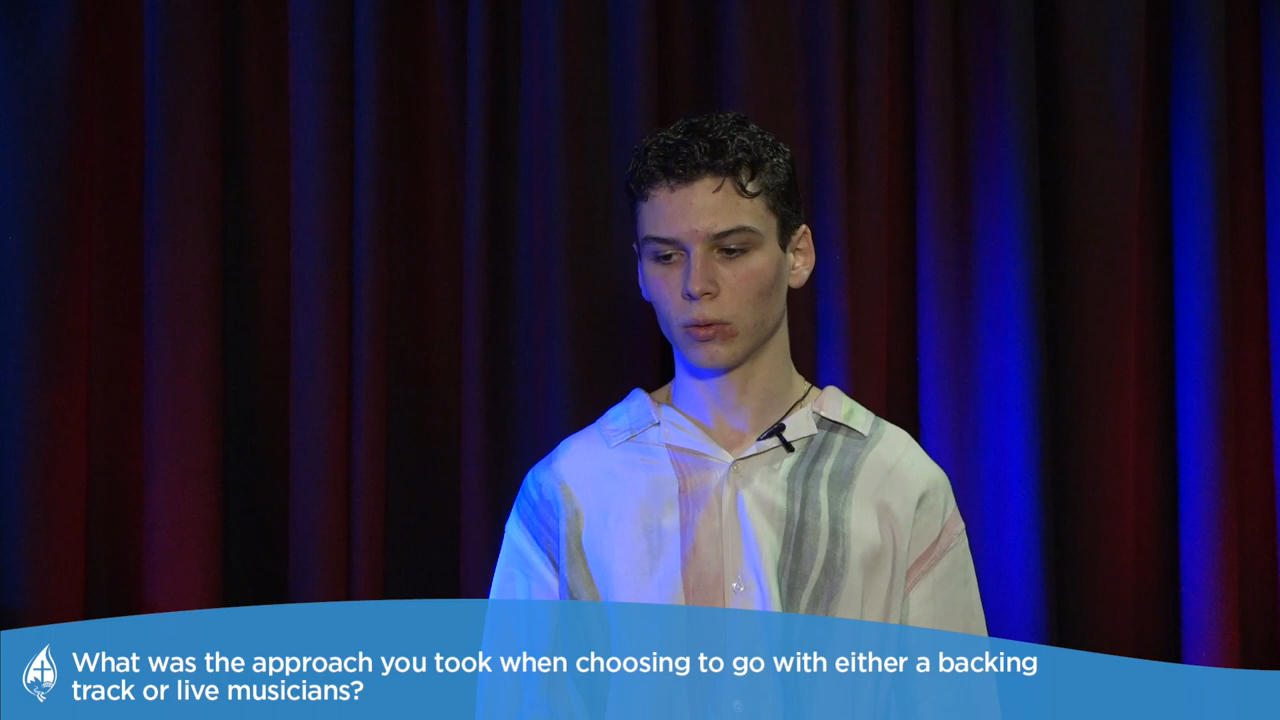 What was the approach you took when choosing to go with either a backing
track or live musicians?